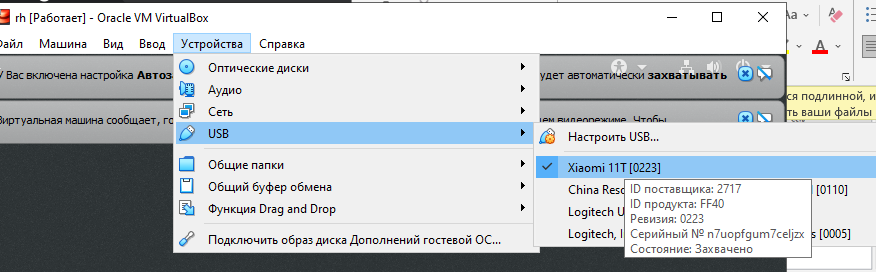 rh [Работает] - Oracle VM VirtualBox
Файл Машина Вид Ввод Устройства Справка
У Вас включена настройка Автоза
удет автоматически захватывать
Виртуальная машина сообщает, го
ем видеорежиме. Чтобы
Оптические диски
Аудио
Сеть
USB
Общие папки
Общий буфер обмена
Функция Drag and Drop
Подключить образ диска Дополнений гостевой ОС...
Настроить USB...
Xiaomi 11T [0223]
China Reso
[0110]
Logitech U
Logitech, I
s [0005]
ID поставщика: 2717
ID продукта: FF40
Ревизия: 0223
Серийный № n7uopfgum7celjzx
Состояние: Захвачено
Aa
A
ся подлинной, и
ть ваши файлы